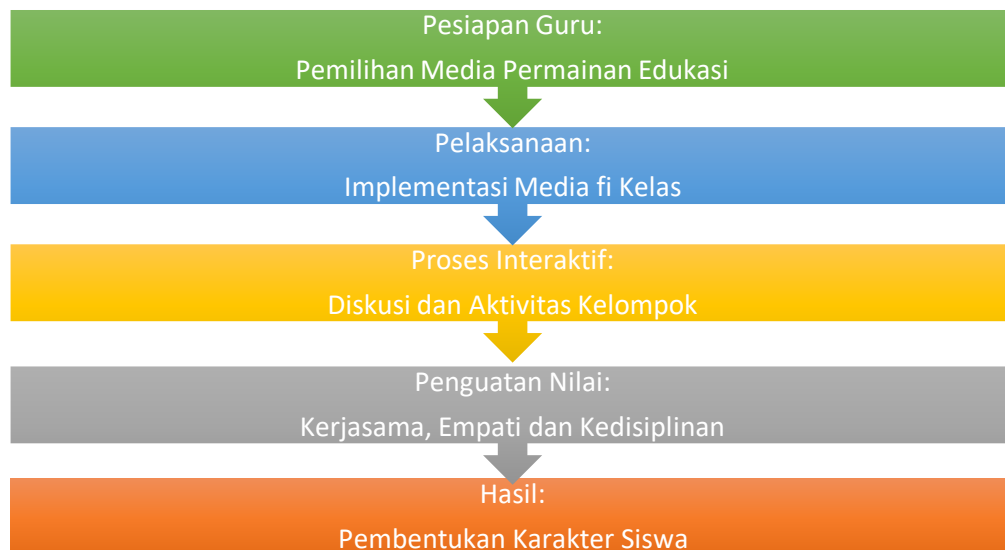 Pesiapan Guru:
Pemilihan Media Permainan Edukasi
Pelaksanaan:
Implementasi Media fi Kelas
Proses Interaktif:
Diskusi dan Aktivitas Kelompok
Penguatan Nilai:
Kerjasama, Empati dan Kedisiplinan
Hasil:
Pembentukan Karakter Siswa